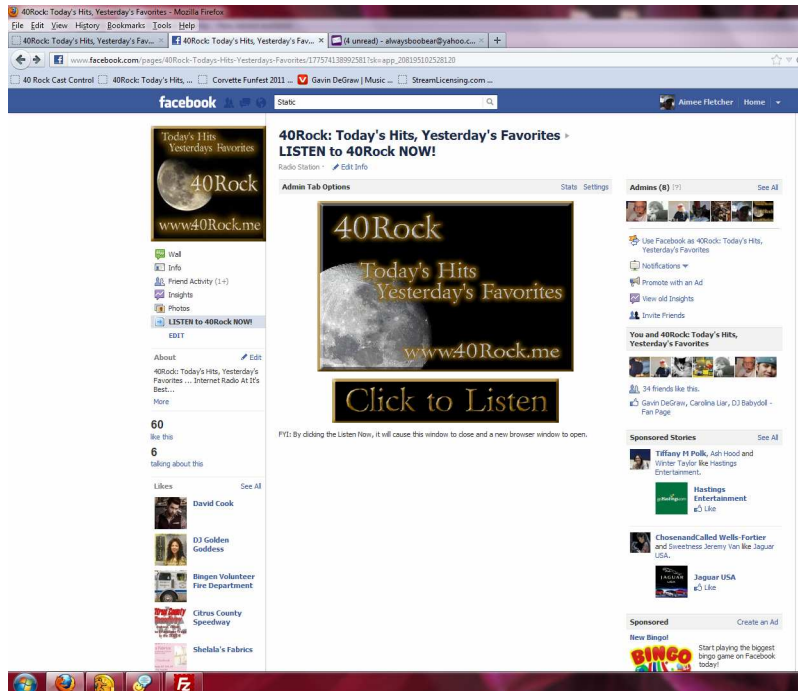 40Rock: Today's Hits, Yesterday's Favorites - Mozilla Firefox
File Edit View History Bookmarks Tools Help
40Rock: Today's Hits, Yesterday's Fav... × 40Rock: Today's Hits, Yesterday's Fav... × (4 unread) - alwaysboobear@yahoo.c... × +
www.facebook.com/pages/40Rock-Todays-Hits-Yesterdays-Favorites/177574138992581?sk=app_208195102528120
40 Rock Cast Control 40Rock: Today's Hits, ... Corvette Funfest 2011 ... Gavin DeGraw | Music ... StreamLicensing.com ...
facebook Static Aimee Fletcher Home
Today's Hits
Yesterdays Favorites
40Rock
www.40Rock.me
Wall
Info
Friend Activity (1+)
Insights
Photos
LISTEN to 40Rock NOW!
EDIT
About Edit
40Rock: Today's Hits, Yesterday's
Favorites ... Internet Radio At It's
Best...
More
60
like this
6
talking about this
Likes See All
David Cook
DJ Golden
Goddess
Bingen Volunteer
Fire Department
Citrus County
Speedway
Shelala's Fabrics
40Rock: Today's Hits, Yesterday's Favorites
LISTEN to 40Rock NOW!
Radio Station · Edit Info
Admin Tab Options Stats Settings
40Rock
Today's Hits
Yesterday's Favorites
www.40Rock.me
Click to Listen
FYI: By clicking the Listen Now, it will cause this window to close and a new browser window to open.
Admins (8) [?] See All
Use Facebook as 40Rock: Today's Hits,
Yesterday's Favorites
Notifications
Promote with an Ad
View old Insights
Invite Friends
You and 40Rock: Today's Hits,
Yesterday's Favorites
34 friends like this.
Gavin DeGraw, Carolina Liar, DJ Babydoll -
Fan Page
Sponsored Stories See All
Tiffany M Polk, Ash Hood and
Winter Taylor like Hastings
Entertainment.
Hastings
Entertainment
Like
ChosenandCalled Wells-Fortier
and Sweetness Jeremy Van like Jaguar
USA.
JAGUAR
Jaguar USA
Like
Sponsored Create an Ad
New Bingo!
BINGO
Start playing the biggest
bingo game on Facebook
today!
Fz